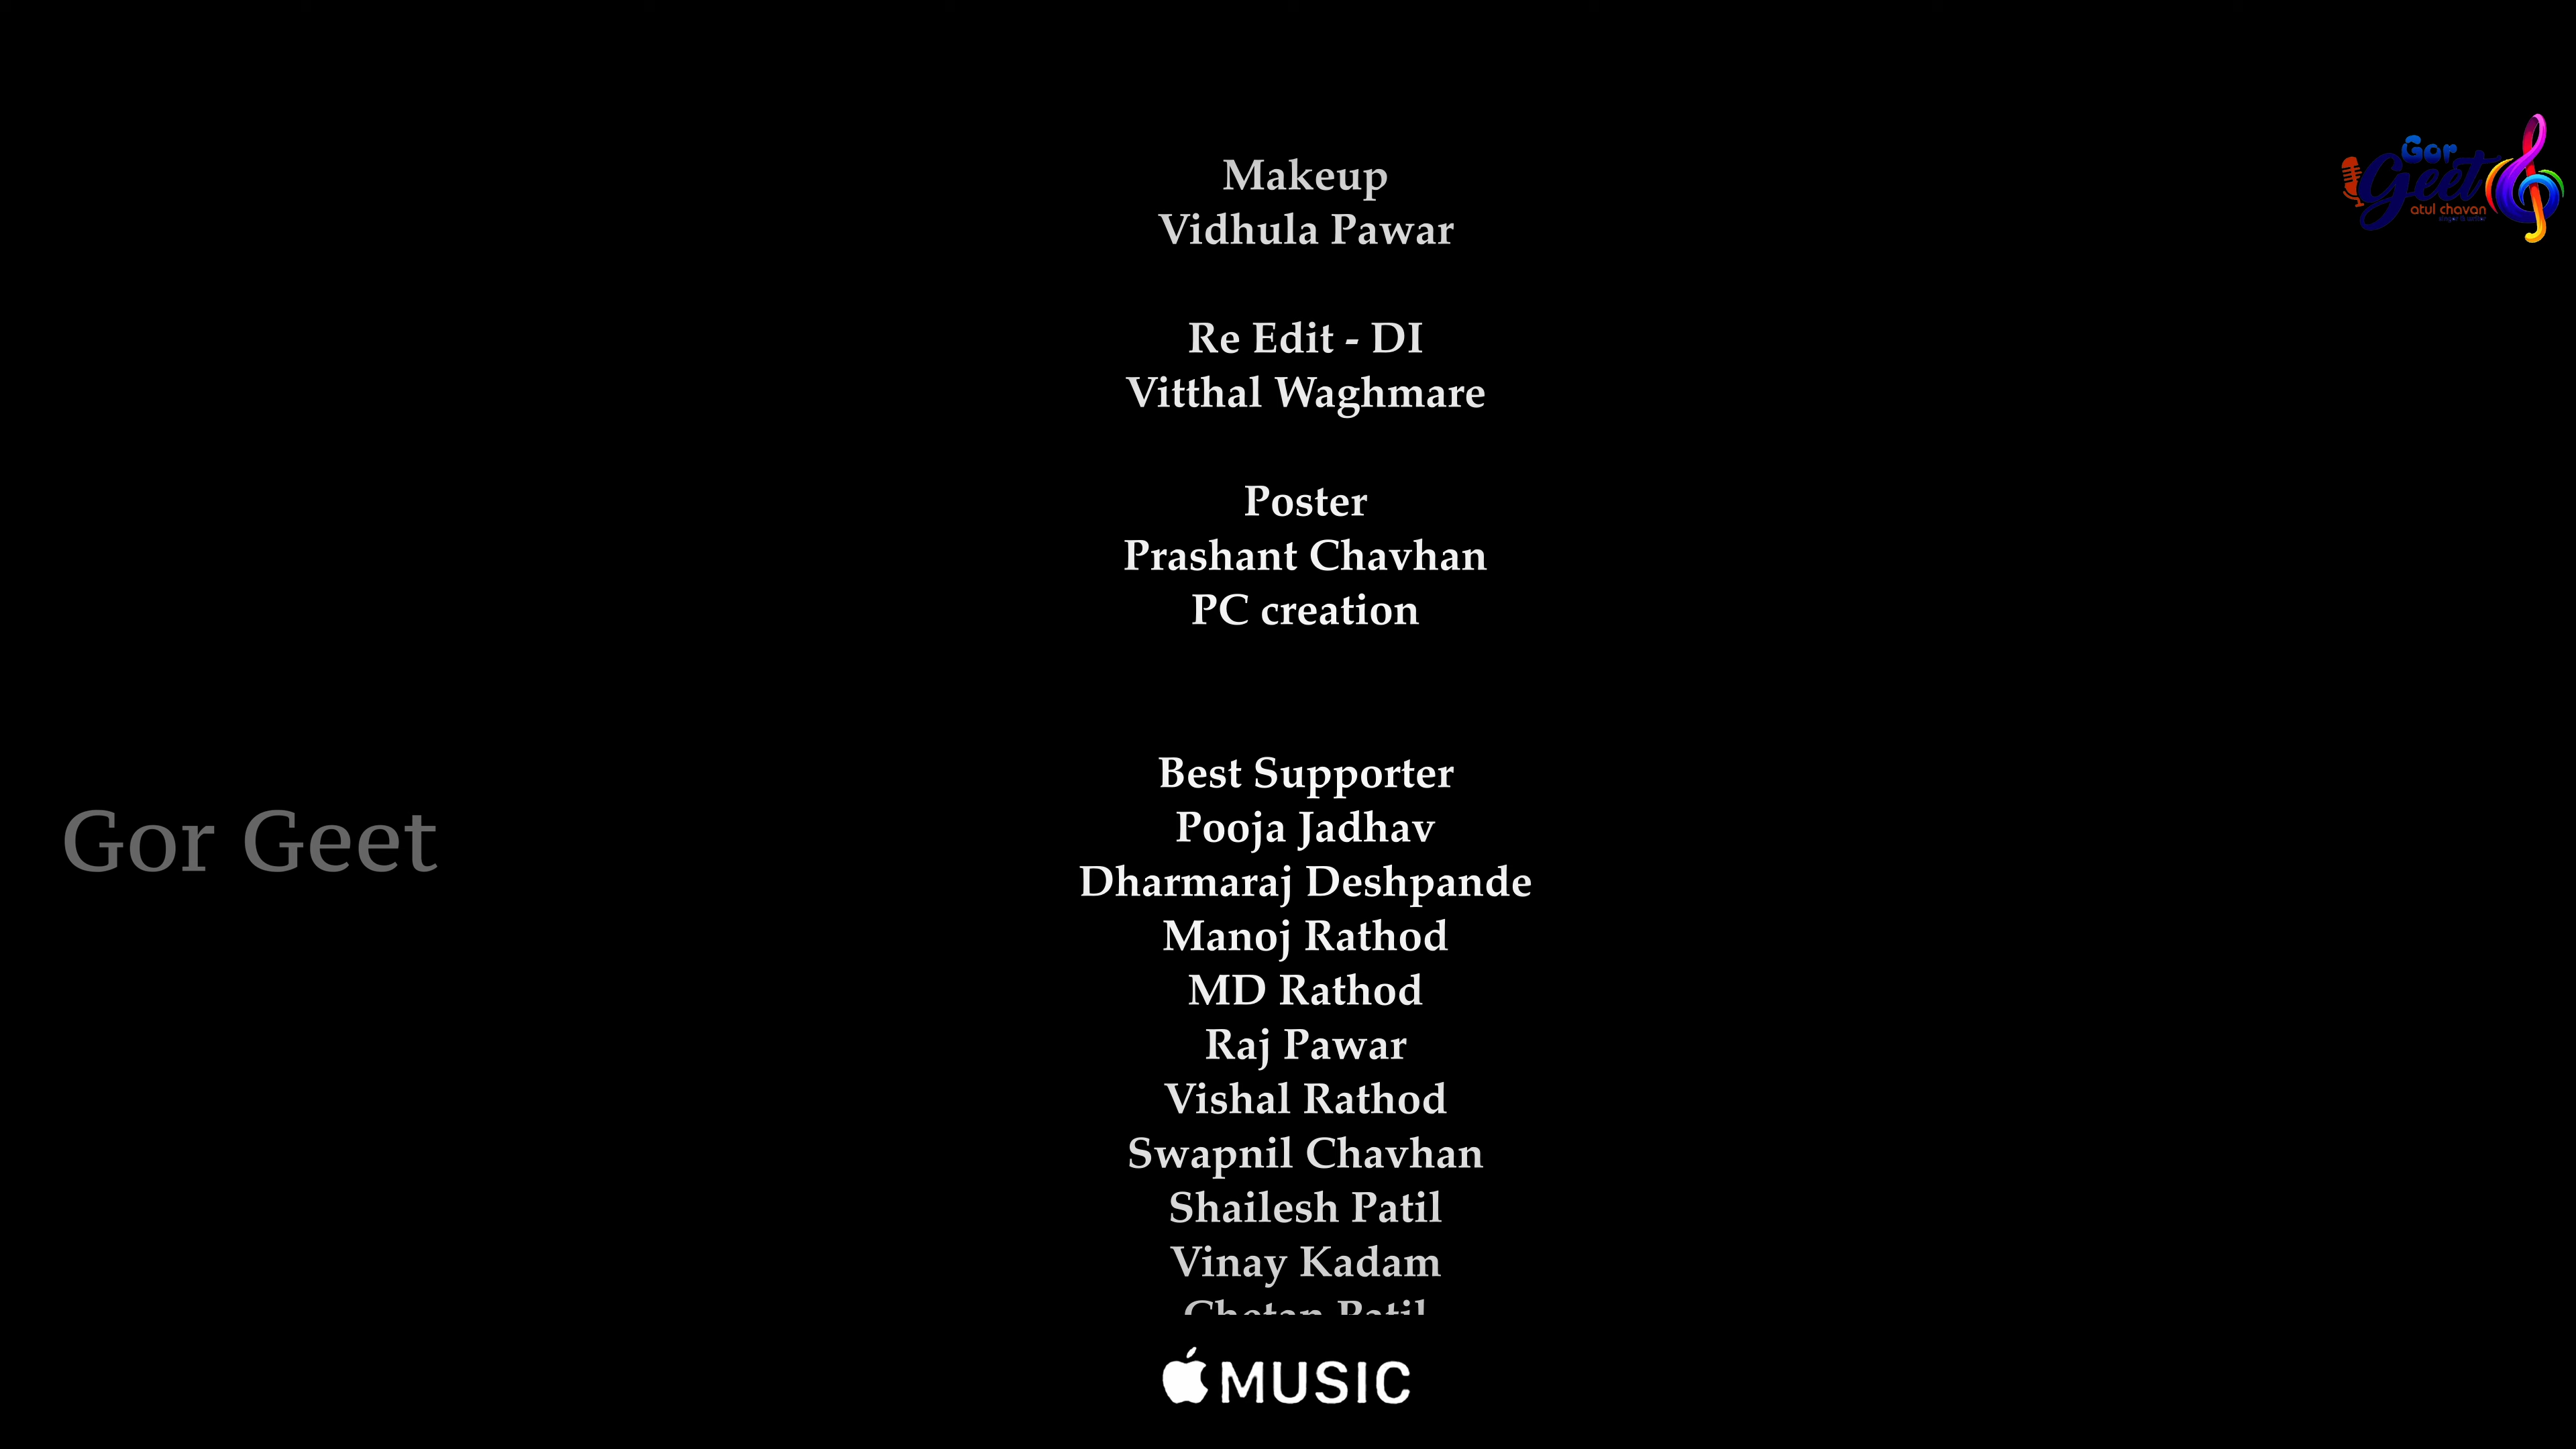 Makeup
Vidhula Pawar
Re Edit - DI
Vitthal Waghmare
Poster
Prashant Chavhan
PC creation
Best Supporter
Pooja Jadhav
Dharmaraj Deshpande
Manoj Rathod
MD Rathod
Raj Pawar
Vishal Rathod
Swapnil Chavhan
Shailesh Patil
Vinay Kadam
Chetan Patil
MUSIC
Gor Geet
Gor
Geet
atul chavan